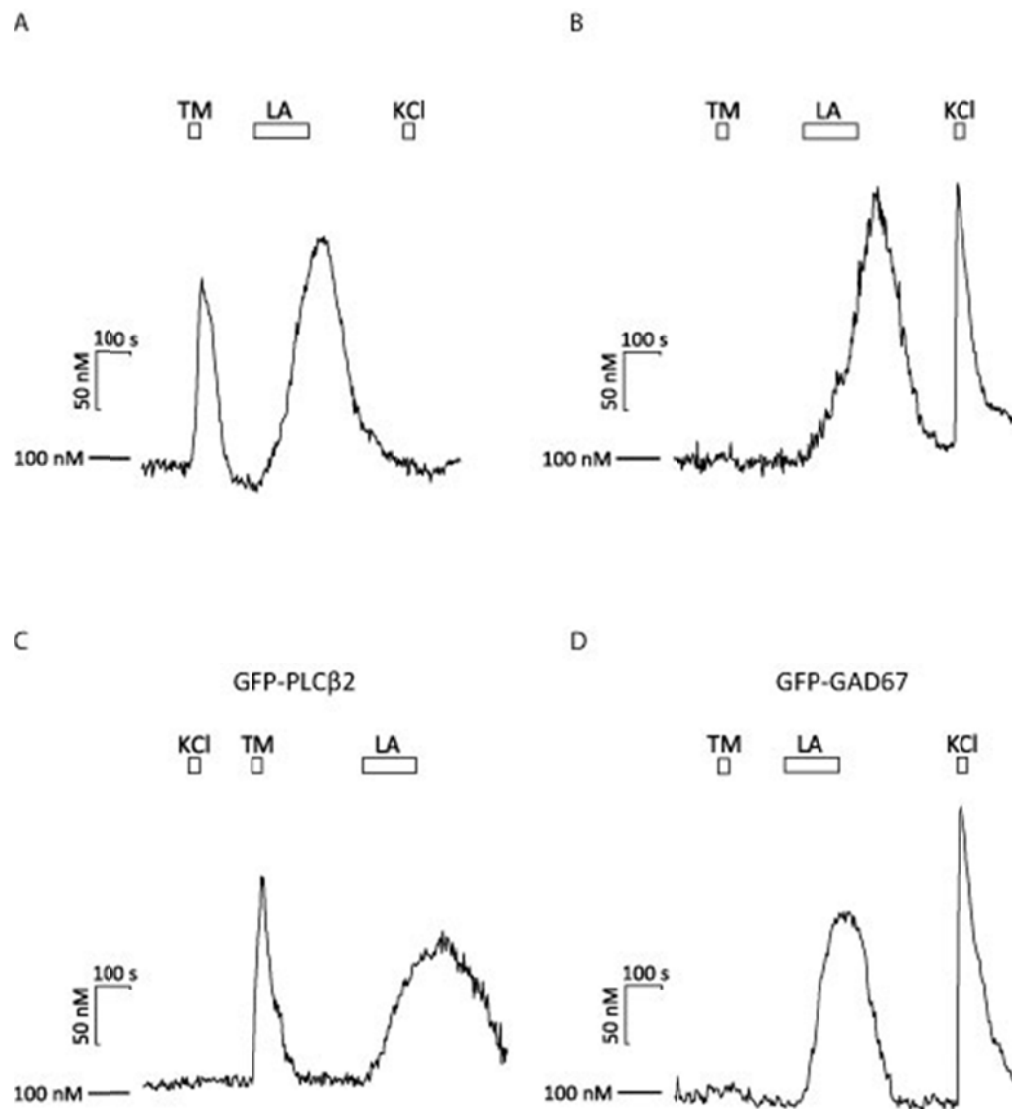 A
B
TM LA KCl
TM LA KCl
100 s
50 nM
100 nM
100 s
50 nM
100 nM
C
D
GFP-PLCβ2
GFP-GAD67
KCl TM LA
TM LA KCl
100 s
50 nM
100 nM
100 s
50 nM
100 nM